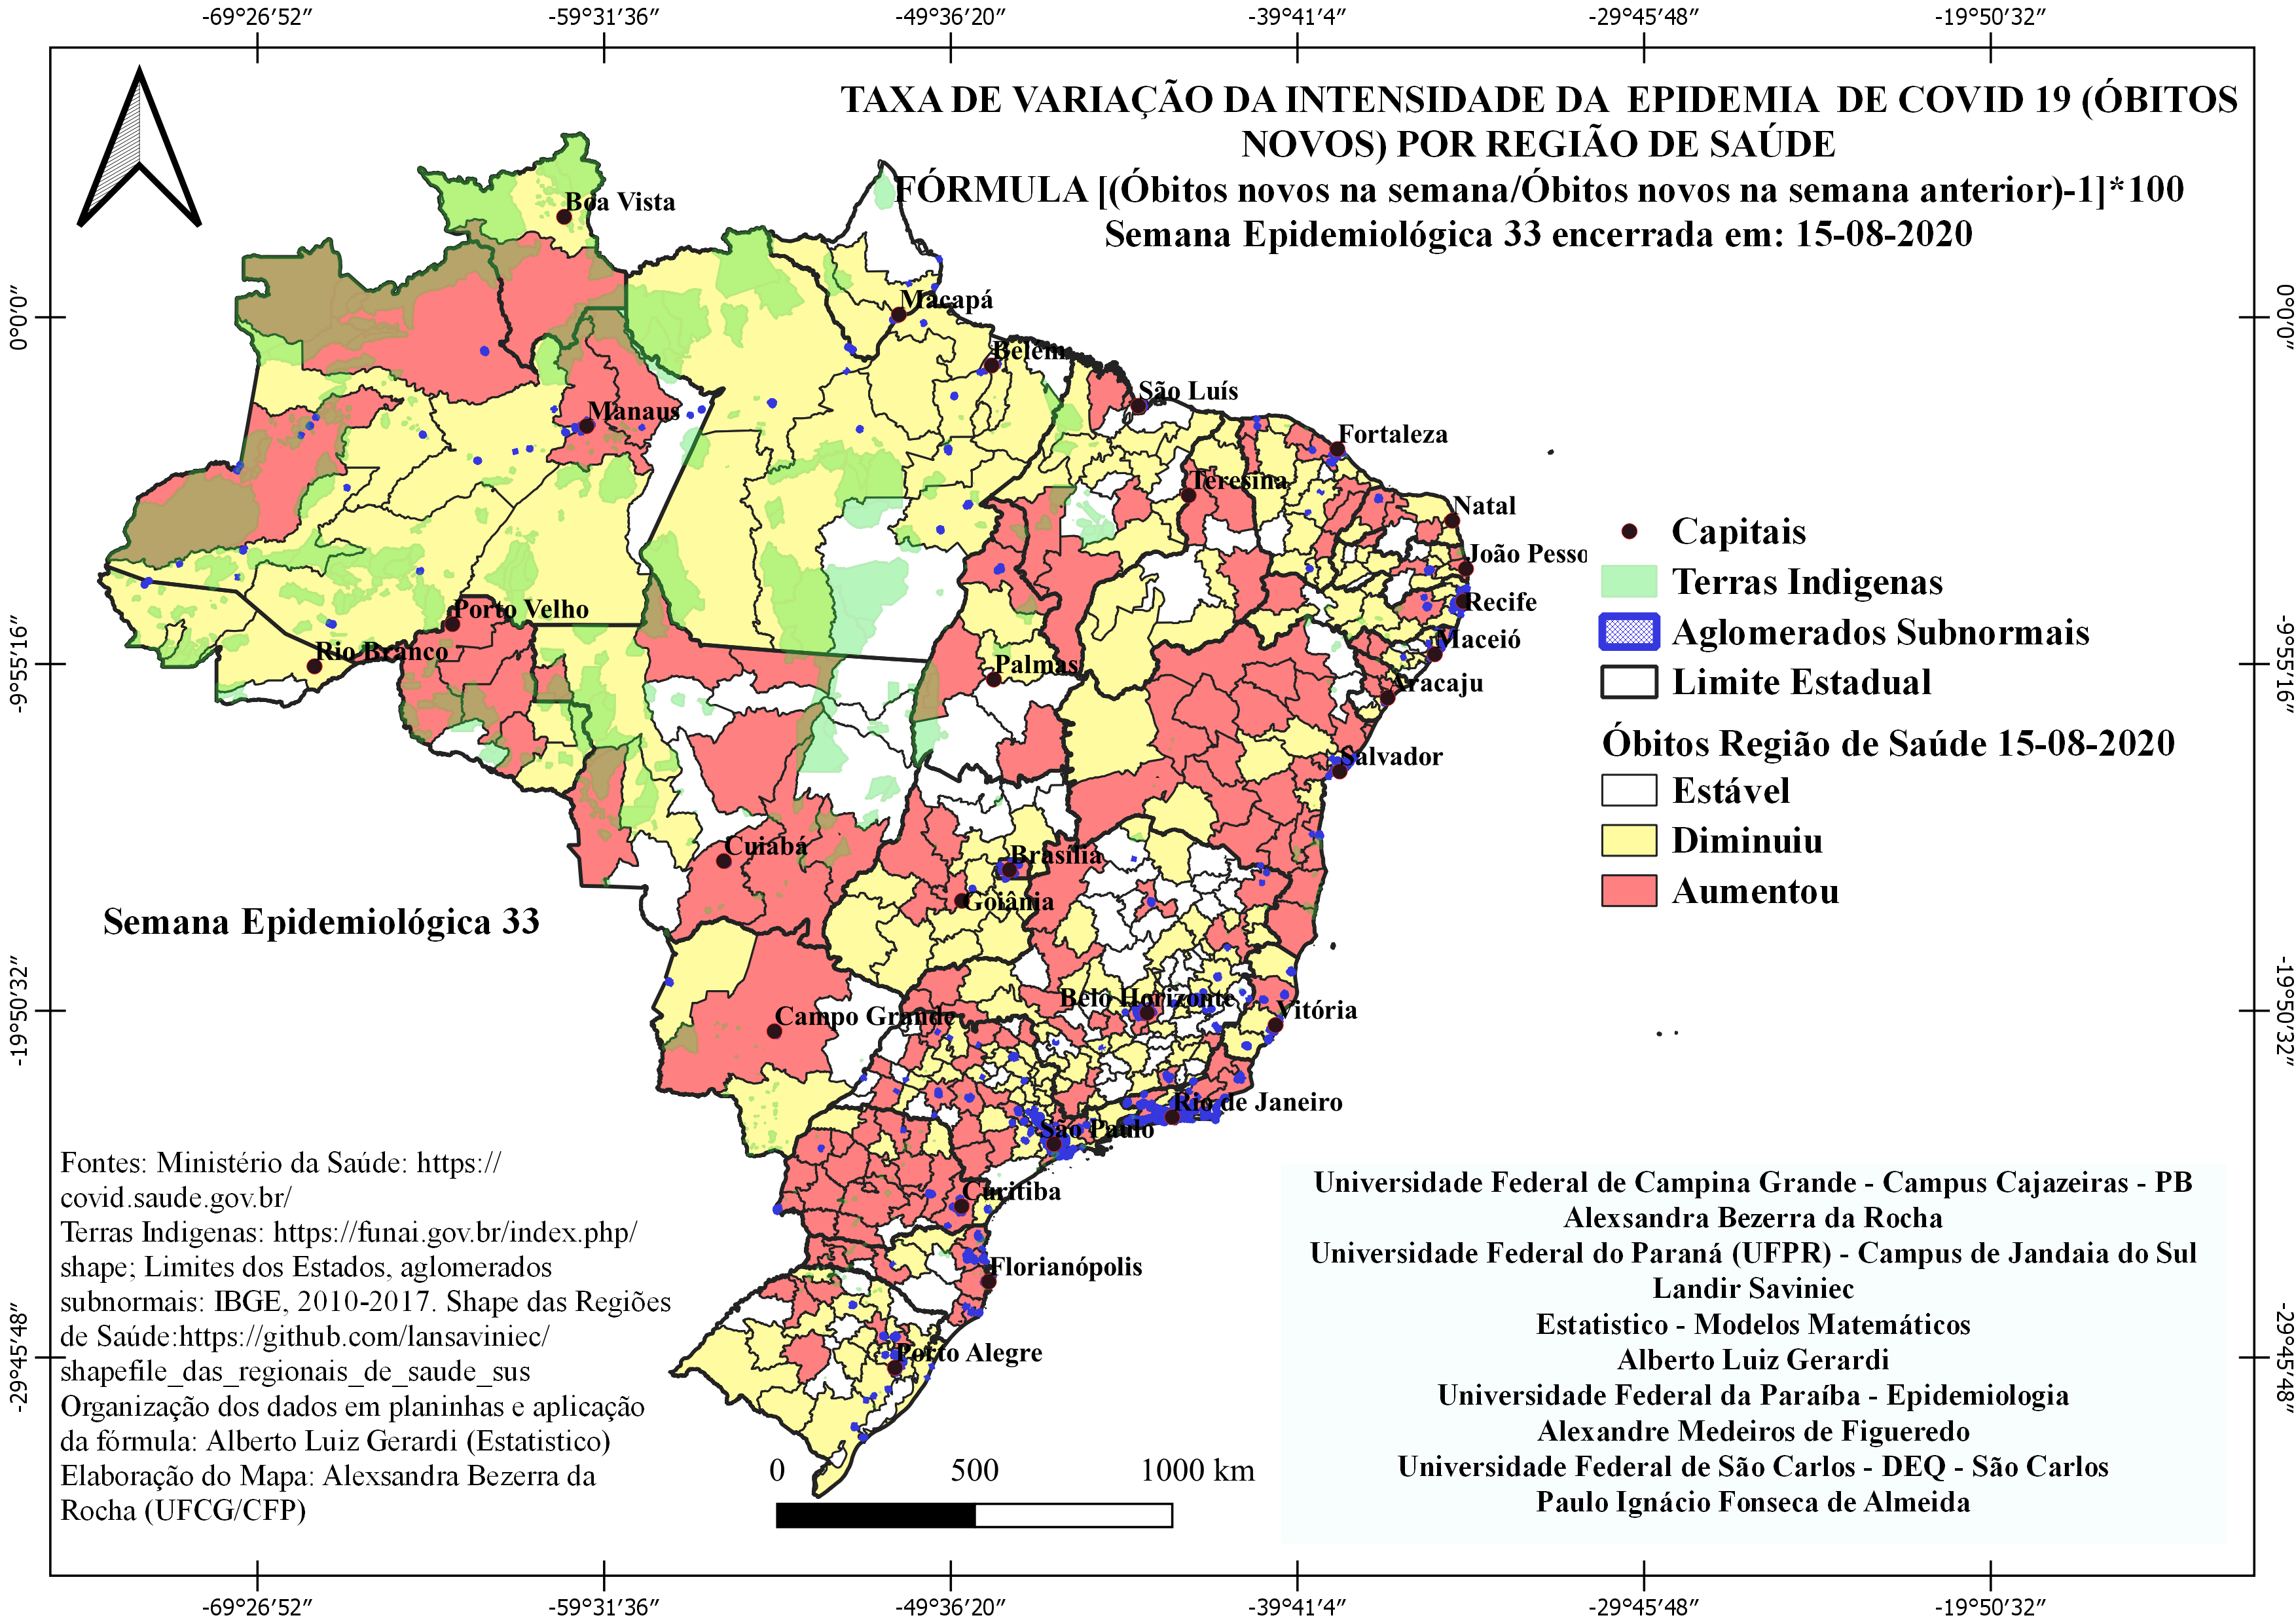 -69°26′52″ -59°31′36″ -49°36′20″ -39°41′4″ -29°45′48″ -19°50′32″
TAXA DE VARIAÇÃO DA INTENSIDADE DA EPIDEMIA DE COVID 19 (ÓBITOS
NOVOS) POR REGIÃO DE SAÚDE
FÓRMULA [(Óbitos novos na semana/Óbitos novos na semana anterior)-1]*100
Semana Epidemiológica 33 encerrada em: 15-08-2020
0°0′0″
0°0′0″
-9°55′16″
-9°55′16″
-19°50′32″
-19°50′32″
-29°45′48″
-29°45′48″
Boa Vista
Macapá
Belém
São Luís
Manaus
Fortaleza
Teresina
Natal
João Pesso
Recife
Porto Velho
Maceió
Rio Branco
Palmas
Aracaju
Salvador
Cuiabá
Brasília
Goiânia
Belo Horizonte
Vitória
Campo Grande
Rio de Janeiro
São Paulo
Curitiba
Florianópolis
Porto Alegre
Capitais
Terras Indigenas
Aglomerados Subnormais
Limite Estadual
Óbitos Região de Saúde 15-08-2020
Estável
Diminuiu
Aumentou
Semana Epidemiológica 33
Fontes: Ministério da Saúde: https://
covid.saude.gov.br/
Terras Indigenas: https://funai.gov.br/index.php/
shape; Limites dos Estados, aglomerados
subnormais: IBGE, 2010-2017. Shape das Regiões
de Saúde:https://github.com/lansaviniec/
shapefile_das_regionais_de_saude_sus
Organização dos dados em planinhas e aplicação
da fórmula: Alberto Luiz Gerardi (Estatistico)
Elaboração do Mapa: Alexsandra Bezerra da
Rocha (UFCG/CFP)
0 500 1000 km
Universidade Federal de Campina Grande - Campus Cajazeiras - PB
Alexsandra Bezerra da Rocha
Universidade Federal do Paraná (UFPR) - Campus de Jandaia do Sul
Landir Saviniec
Estatistico - Modelos Matemáticos
Alberto Luiz Gerardi
Universidade Federal da Paraíba - Epidemiologia
Alexandre Medeiros de Figueredo
Universidade Federal de São Carlos - DEQ - São Carlos
Paulo Ignácio Fonseca de Almeida
-69°26′52″ -59°31′36″ -49°36′20″ -39°41′4″ -29°45′48″ -19°50′32″